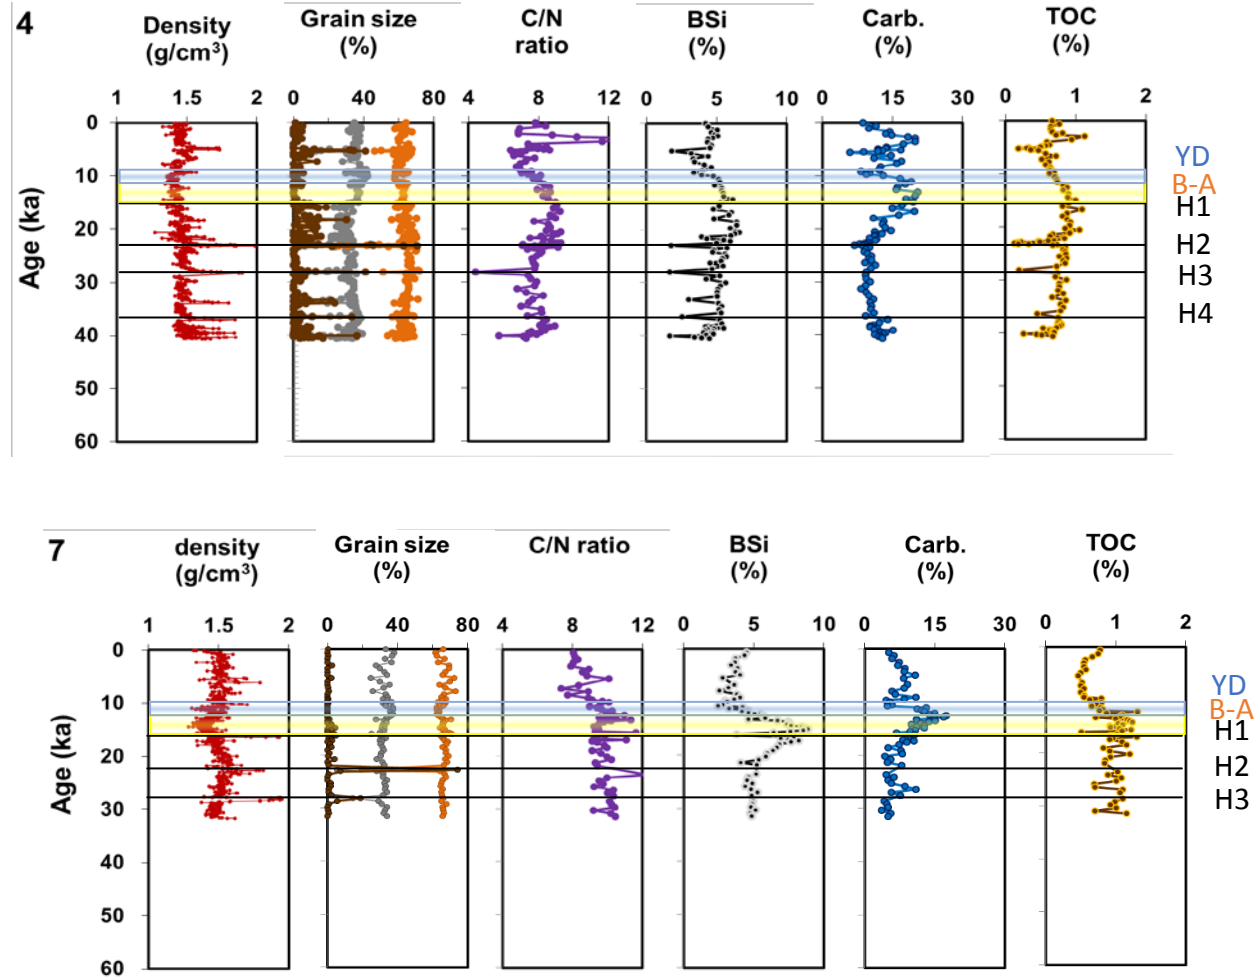 4
Density
(g/cm³)
Grain size
(%)
C/N
ratio
BSi
(%)
Carb.
(%)
TOC
(%)
1 1.5 2 0 40 80 4 8 12 0 5 10 0 15 30 0 1 2
0
10
20
30
40
50
60
Age (ka)
YD
B-A
H1
H2
H3
H4
7
density
(g/cm³)
Grain size
(%)
C/N ratio
BSi
(%)
Carb.
(%)
TOC
(%)
1 1.5 2 0 40 80 4 8 12 0 5 10 0 15 30 0 1 2
0
10
20
30
40
50
60
Age (ka)
YD
B-A
H1
H2
H3